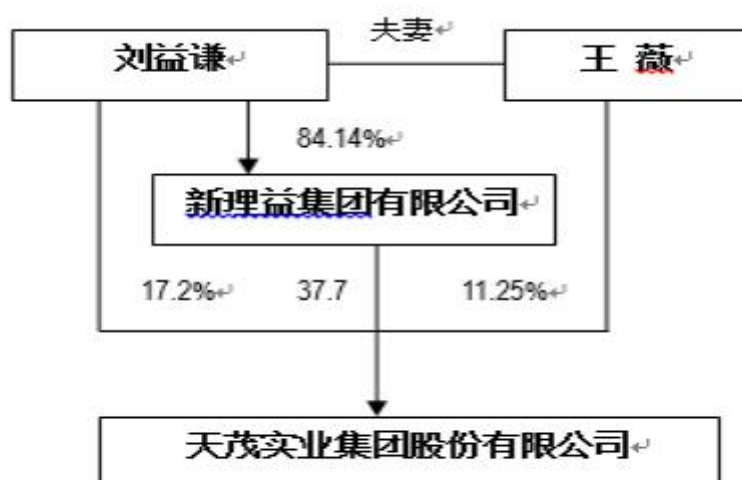 夫妻
刘益谦
王 薇
84.14%
新理益集团有限公司
17.2% 37.7 11.25%
天茂实业集团股份有限公司